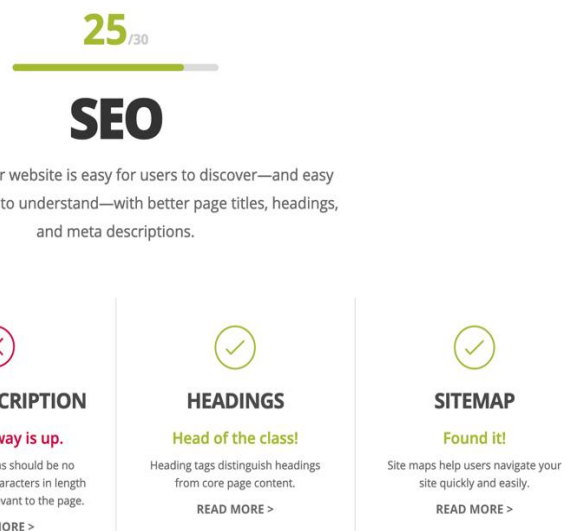 25/30
SEO
r website is easy for users to discover—and easy
to understand—with better page titles, headings,
and meta descriptions.
CRIPTION
way is up.
s should be no
aracters in length
vant to the page.
MORE >
HEADINGS
Head of the class!
Heading tags distinguish headings
from core page content.
READ MORE >
SITEMAP
Found it!
Site maps help users navigate your
site quickly and easily.
READ MORE >